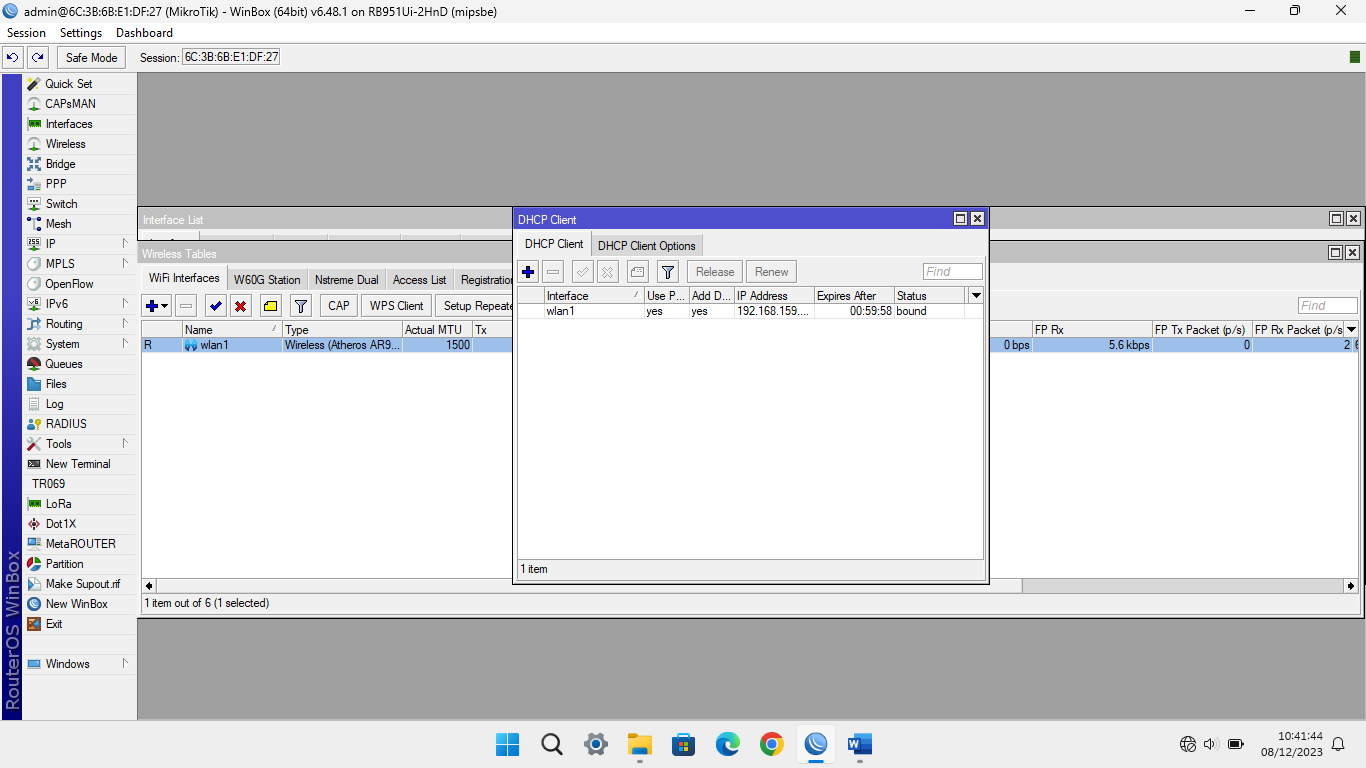 admin@6C:3B:6B:E1:DF:27 (MikroTik) - WinBox (64bit) v6.48.1 on RB951Ui-2HnD (mipsbe)
Session Settings Dashboard
Safe Mode Session: 6C:3B:6B:E1:DF:27
Quick Set
CAPsMAN
Interfaces
Wireless
Bridge
PPP
Switch
Mesh
IP
MPLS
OpenFlow
IPv6
Routing
System
Queues
Files
Log
RADIUS
Tools
New Terminal
TR069
LoRa
Dot1X
MetaROUTER
Partition
Make Supout.rif
New WinBox
Exit
Windows
RouterOS WinBox
Interface List
Wireless Tables
WiFi Interfaces W60G Station Nstreme Dual Access List Registration
CAP WPS Client Setup Repeate
Find
Name Type Actual MTU Tx FP Rx FP Tx Packet (p/s) FP Rx Packet (p/s
R wlan1 Wireless (Atheros AR9... 1500 0 bps 5.6 kbps 0 2
1 item out of 6 (1 selected)
DHCP Client
DHCP Client DHCP Client Options
Release Renew Find
Interface Use P... Add D... IP Address Expires After Status
wlan1 yes yes 192.168.159.... 00:59:58 bound
1 item
10:41:44
08/12/2023